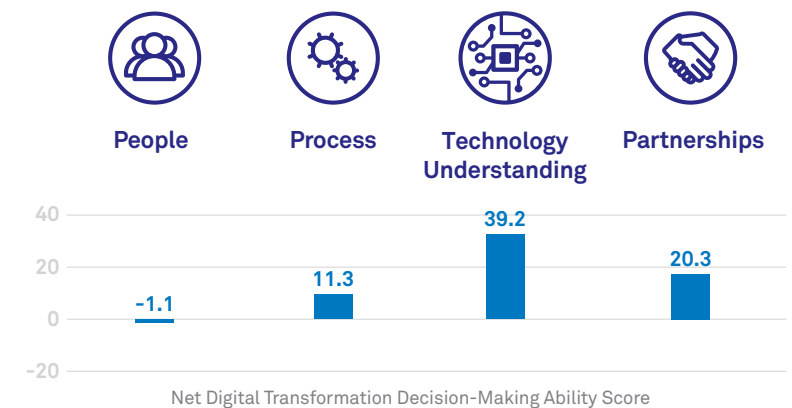 People
Process
Technology
Understanding
Partnerships
40
20
0
-20
-1.1
11.3
39.2
20.3
Net Digital Transformation Decision-Making Ability Score